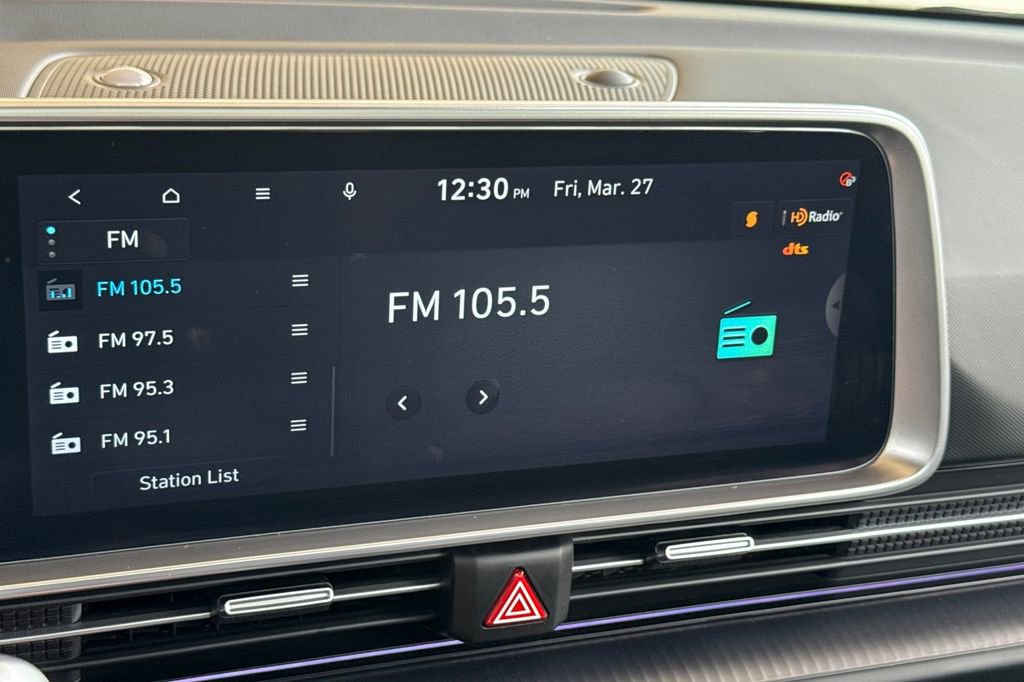 12:30 PM Fri, Mar. 27
FM
HD Radio
dts
FM 105.5
FM 97.5
FM 95.3
FM 95.1
Station List
FM 105.5